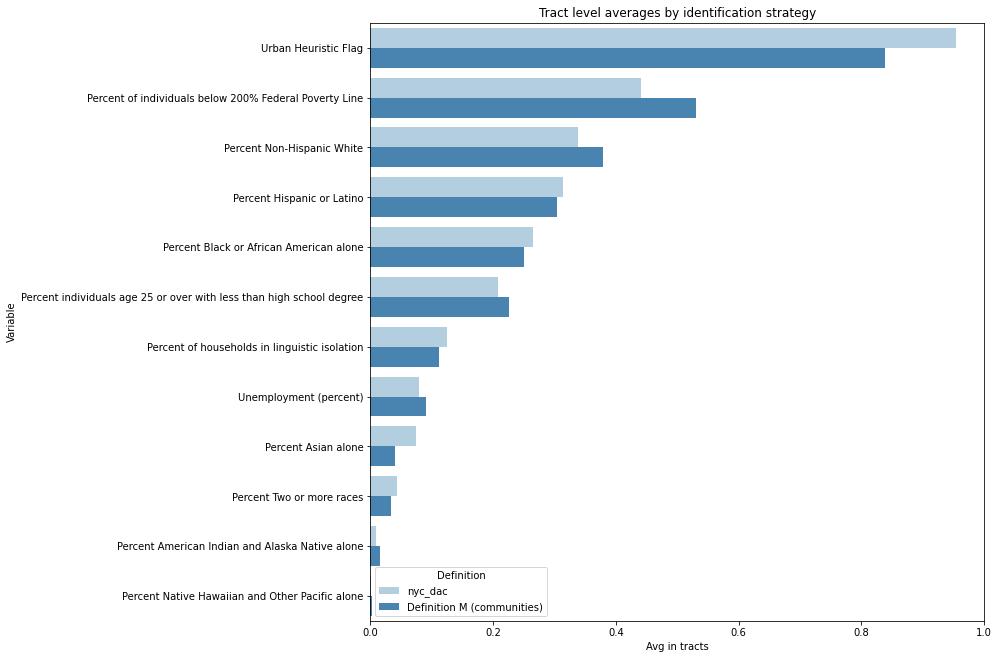 Tract level averages by identification strategy
Urban Heuristic Flag
Percent of individuals below 200% Federal Poverty Line
Percent Non-Hispanic White
Percent Hispanic or Latino
Percent Black or African American alone
Percent individuals age 25 or over with less than high school degree
Percent of households in linguistic isolation
Unemployment (percent)
Percent Asian alone
Percent Two or more races
Percent American Indian and Alaska Native alone
Percent Native Hawaiian and Other Pacific alone
Variable
Definition
nyc_dac
Definition M (communities)
0.0 0.2 0.4 0.6 0.8 1.0
Avg in tracts